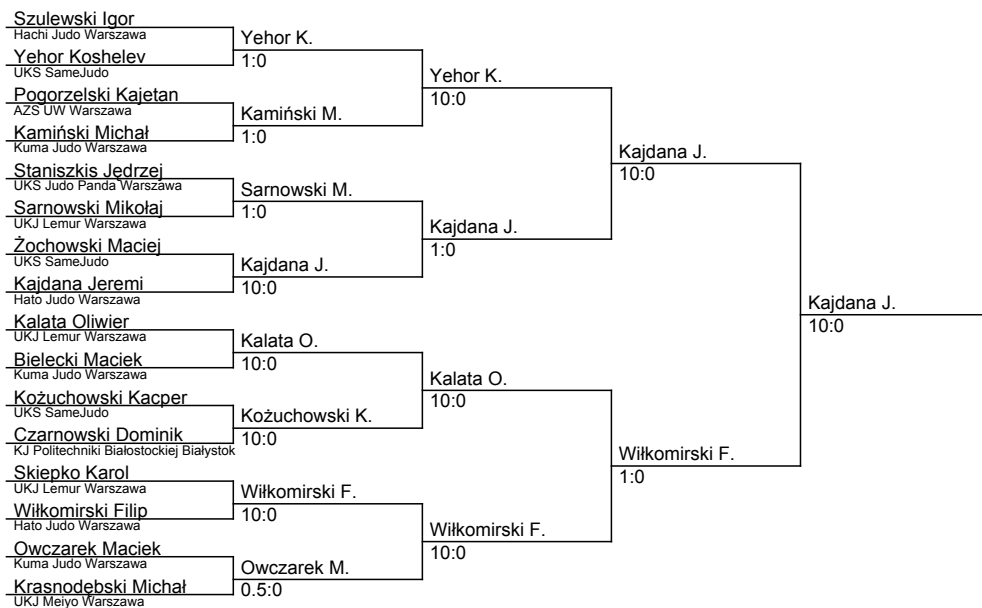 Szulewski Igor
Hachi Judo Warszawa
Yehor Koshelev
UKS SameJudo
Pogorzelski Kajetan
AZS UW Warszawa
Kamiński Michał
Kuma Judo Warszawa
Staniszkis Jędrzej
UKS Judo Panda Warszawa
Sarnowski Mikołaj
UKJ Lemur Warszawa
Żochowski Maciej
UKS SameJudo
Kajdana Jeremi
Hato Judo Warszawa
Kalata Oliwier
UKJ Lemur Warszawa
Bielecki Maciek
Kuma Judo Warszawa
Kożuchowski Kacper
UKS SameJudo
Czarnowski Dominik
KJ Politechniki Białostockiej Białystok
Skiepko Karol
UKJ Lemur Warszawa
Wiłkomirski Filip
Hato Judo Warszawa
Owczarek Maciek
Kuma Judo Warszawa
Krasnodębski Michał
UKJ Meiyo Warszawa
Yehor K.
1:0
Kamiński M.
1:0
Sarnowski M.
1:0
Kajdana J.
10:0
Kalata O.
10:0
Kożuchowski K.
10:0
Wiłkomirski F.
10:0
Owczarek M.
0.5:0
Yehor K.
10:0
Kajdana J.
1:0
Kalata O.
10:0
Wiłkomirski F.
10:0
Kajdana J.
10:0
Wiłkomirski F.
1:0
Kajdana J.
10:0